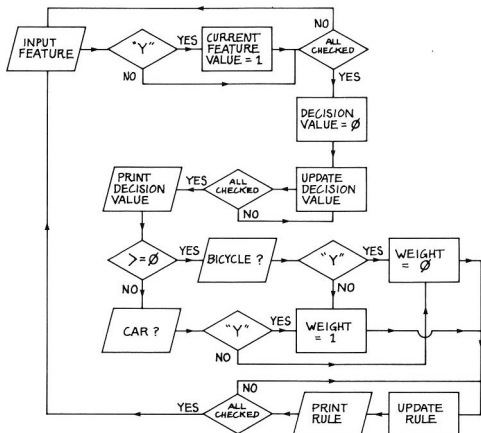 NO
INPUT
FEATURE
"Y"
YES
CURRENT
FEATURE
VALUE = 1
ALL
CHECKED
NO
YES
DECISION
VALUE = Ø
PRINT
DECISION
VALUE
YES
ALL
CHECKED
UPDATE
DECISION
VALUE
NO
> = Ø
YES
BICYCLE ?
"Y"
YES
WEIGHT
= Ø
NO
NO
CAR ?
"Y"
YES
WEIGHT
= 1
NO
NO
YES
ALL
CHECKED
PRINT
RULE
UPDATE
RULE